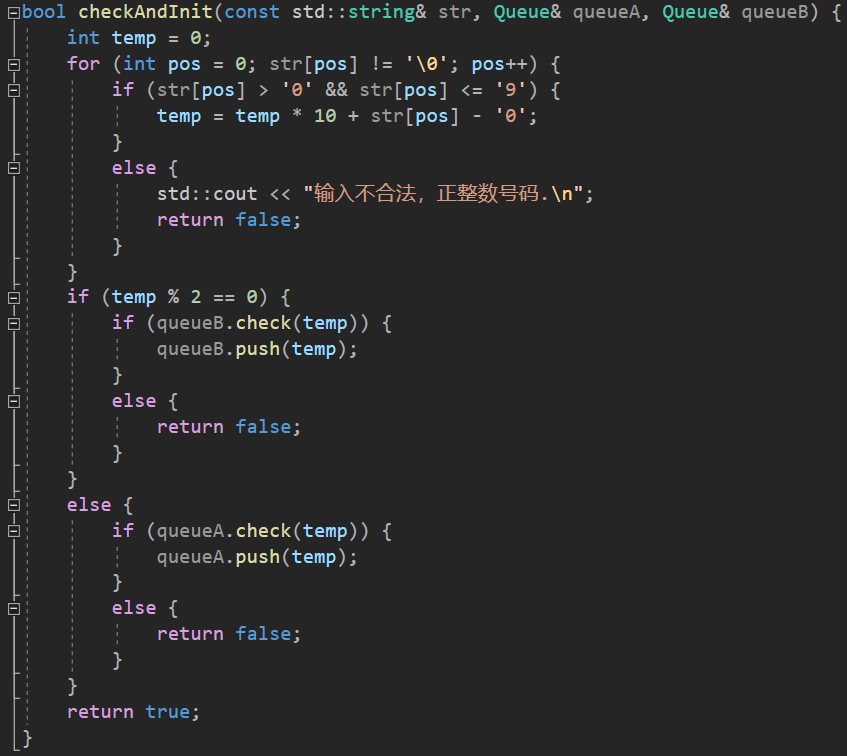 bool checkAndInit(const std::string& str, Queue& queueA, Queue& queueB) {
    int temp = 0;
    for (int pos = 0; str[pos] != '\0'; pos++) {
        if (str[pos] > '0' && str[pos] <= '9') {
            temp = temp * 10 + str[pos] - '0';
        }
        else {
            std::cout << "输入不合法，正整数号码.\n";
            return false;
        }
    }
    if (temp % 2 == 0) {
        if (queueB.check(temp)) {
            queueB.push(temp);
        }
        else {
            return false;
        }
    }
    else {
        if (queueA.check(temp)) {
            queueA.push(temp);
        }
        else {
            return false;
        }
    }
    return true;
}